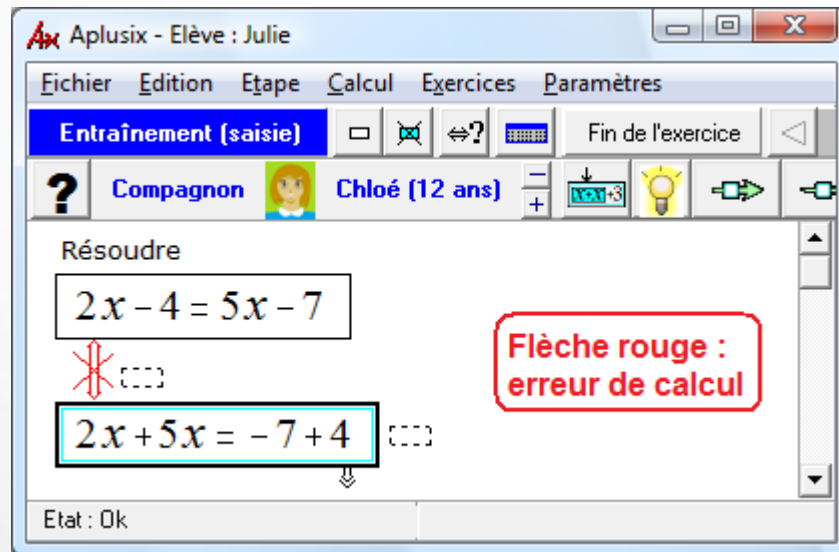 Aplusix - Elève : Julie
Fichier Edition Etape Calcul Exercices Paramètres
Entraînement (saisie) ⇔? Fin de l'exercice
? Compagnon Chloé (12 ans) − + x+x+3
Résoudre
2x – 4 = 5x – 7
Flèche rouge :
erreur de calcul
2x + 5x = – 7 + 4
Etat : Ok